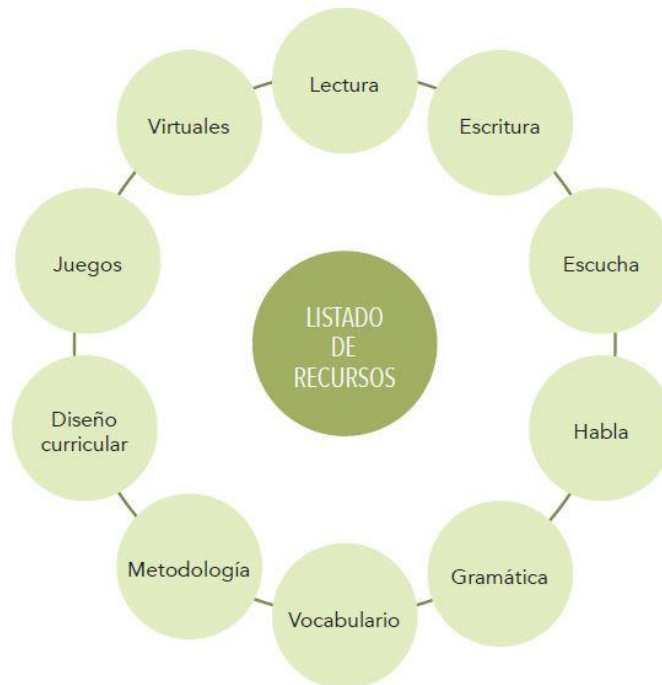 Lectura
Escritura
Escucha
Habla
Gramática
Vocabulario
Metodología
Diseño
curricular
Juegos
Virtuales
LISTADO
DE
RECURSOS